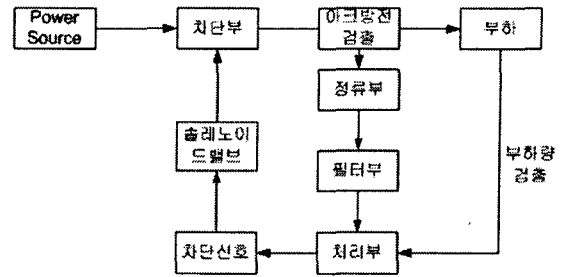 Power
Source
차단부
아크방전
검출
부하
정류부
솔레노이
드밸브
필터부
부하량
검출
차단신호
처리부